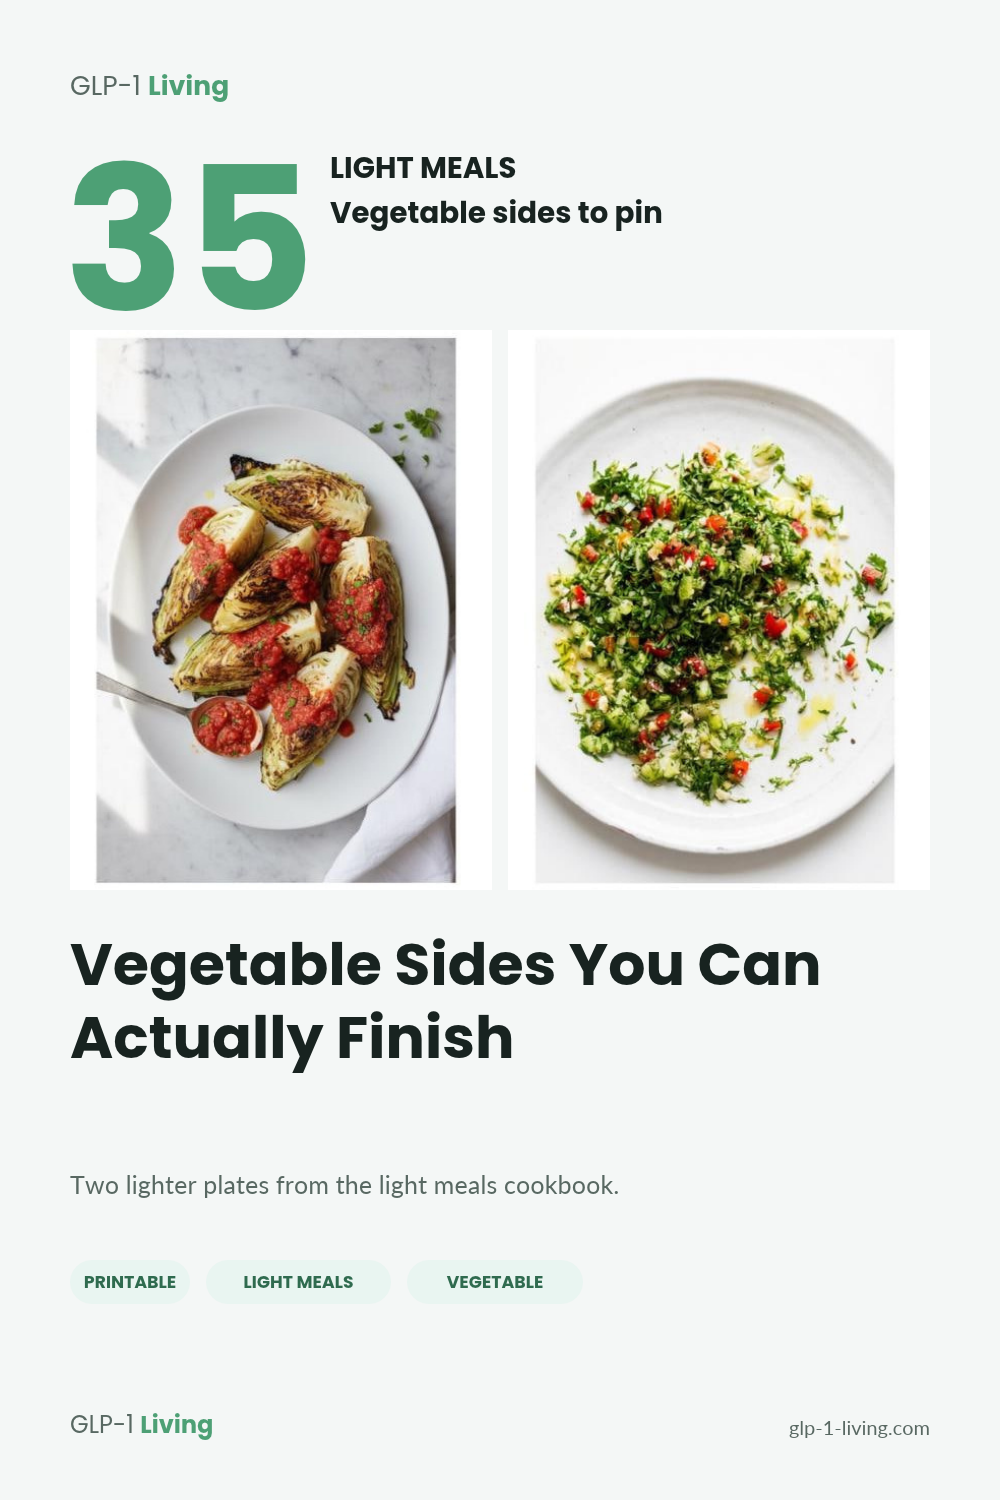 GLP-1 Living
35
LIGHT MEALS
Vegetable sides to pin
Vegetable Sides You Can
Actually Finish
Two lighter plates from the light meals cookbook.
PRINTABLE
LIGHT MEALS
VEGETABLE
GLP-1 Living
glp-1-living.com